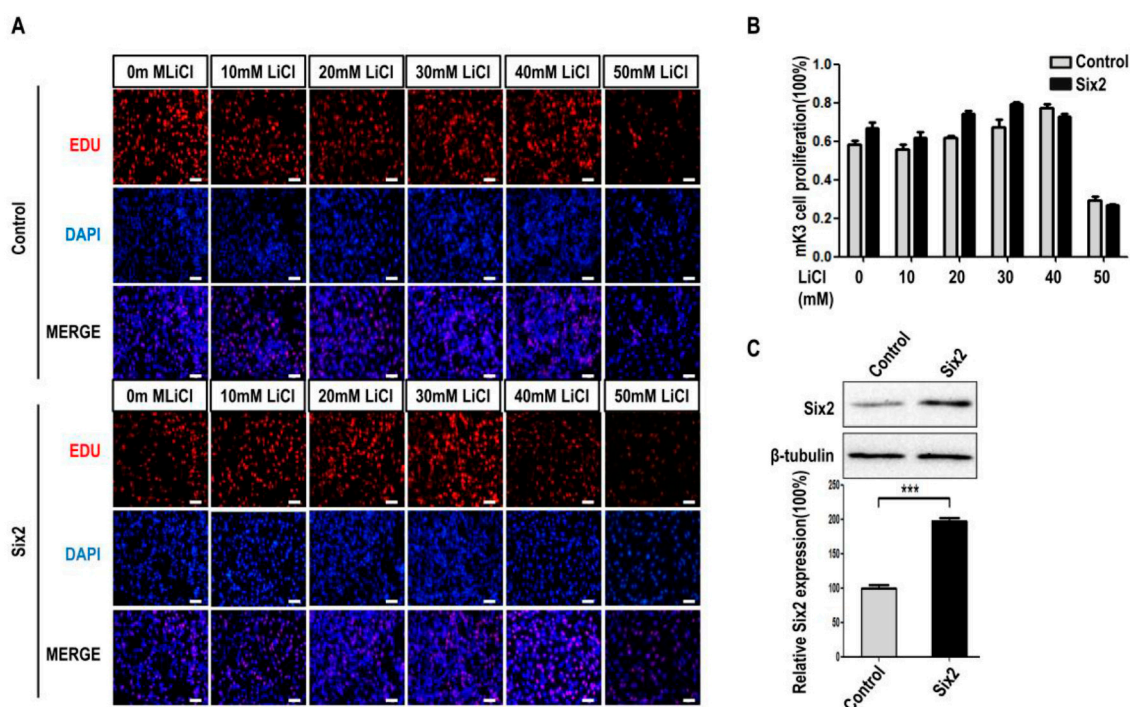 A
0m MLiCl 10mM LiCl 20mM LiCl 30mM LiCl 40mM LiCl 50mM LiCl
Control
EDU
DAPI
MERGE
0m MLiCl 10mM LiCl 20mM LiCl 30mM LiCl 40mM LiCl 50mM LiCl
Six2
EDU
DAPI
MERGE
B
mK3 cell proliferation(100%)
1.0
0.8
0.6
0.4
0.2
0.0
Control
Six2
LiCl 0 10 20 30 40 50
(mM)
C
Control Six2
Six2
β-tubulin
Relative Six2 expression(100%)
200
150
100
50
0
***
Control Six2